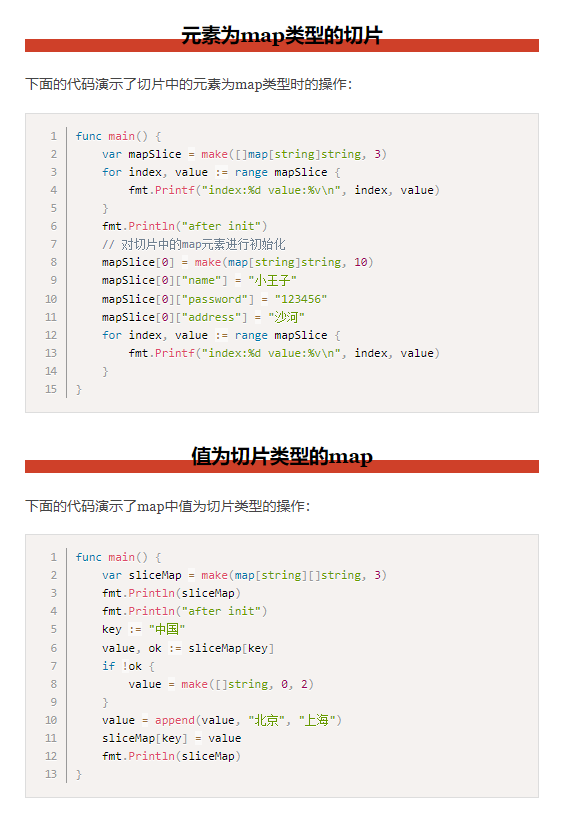 元素为map类型的切片
下面的代码演示了切片中的元素为map类型时的操作：
1 func main() {
2     var mapSlice = make([]map[string]string, 3)
3     for index, value := range mapSlice {
4         fmt.Printf("index:%d value:%v\n", index, value)
5     }
6     fmt.Println("after init")
7     // 对切片中的map元素进行初始化
8     mapSlice[0] = make(map[string]string, 10)
9     mapSlice[0]["name"] = "小王子"
10     mapSlice[0]["password"] = "123456"
11     mapSlice[0]["address"] = "沙河"
12     for index, value := range mapSlice {
13         fmt.Printf("index:%d value:%v\n", index, value)
14     }
15 }
值为切片类型的map
下面的代码演示了map中值为切片类型的操作：
1 func main() {
2     var sliceMap = make(map[string][]string, 3)
3     fmt.Println(sliceMap)
4     fmt.Println("after init")
5     key := "中国"
6     value, ok := sliceMap[key]
7     if !ok {
8         value = make([]string, 0, 2)
9     }
10     value = append(value, "北京", "上海")
11     sliceMap[key] = value
12     fmt.Println(sliceMap)
13 }